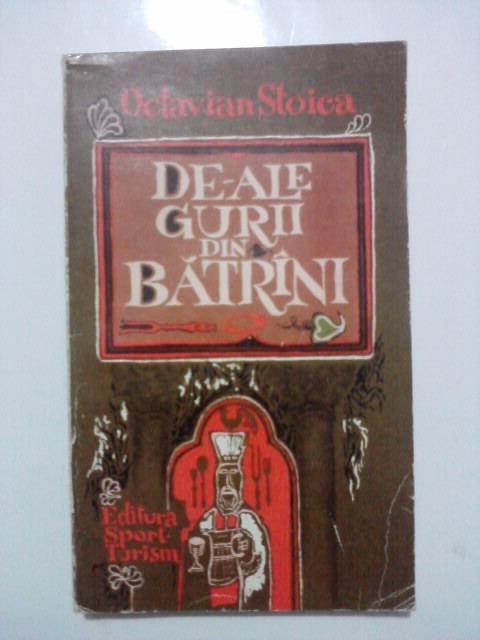 Octavian Stoica
DE-ALE
GURII
DIN
BĂTRÎNI
Editura
Sport-
Turism